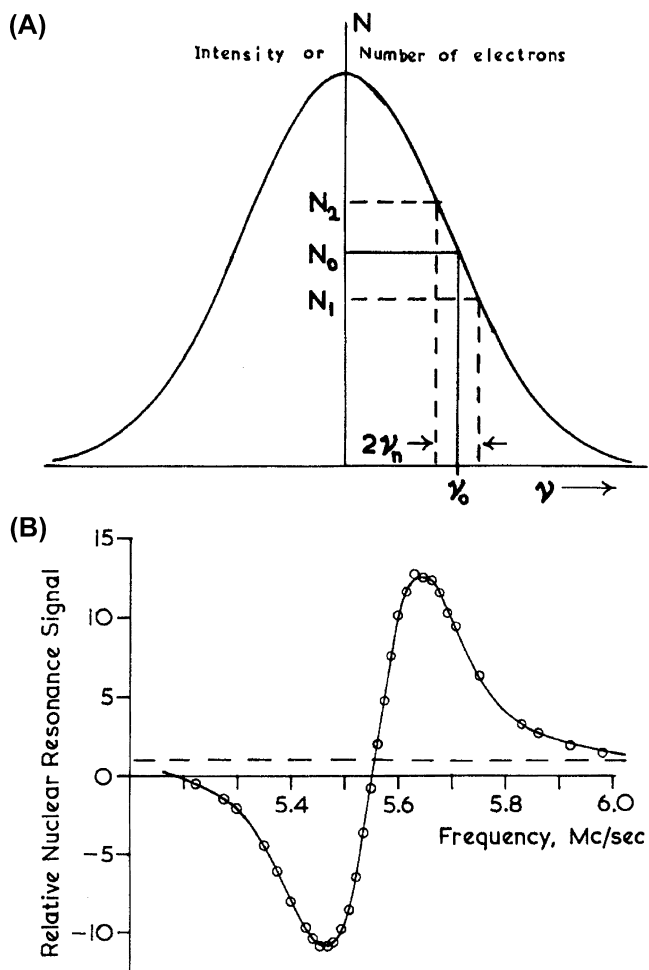 (A)
N
Intensity or Number of electrons
N₂
N₀
N₁
2νₙ
ν₀ ν
(B)
15
10
5
0
-5
-10
5.4 5.6 5.8 6.0
Frequency, Mc/sec
Relative Nuclear Resonance Signal